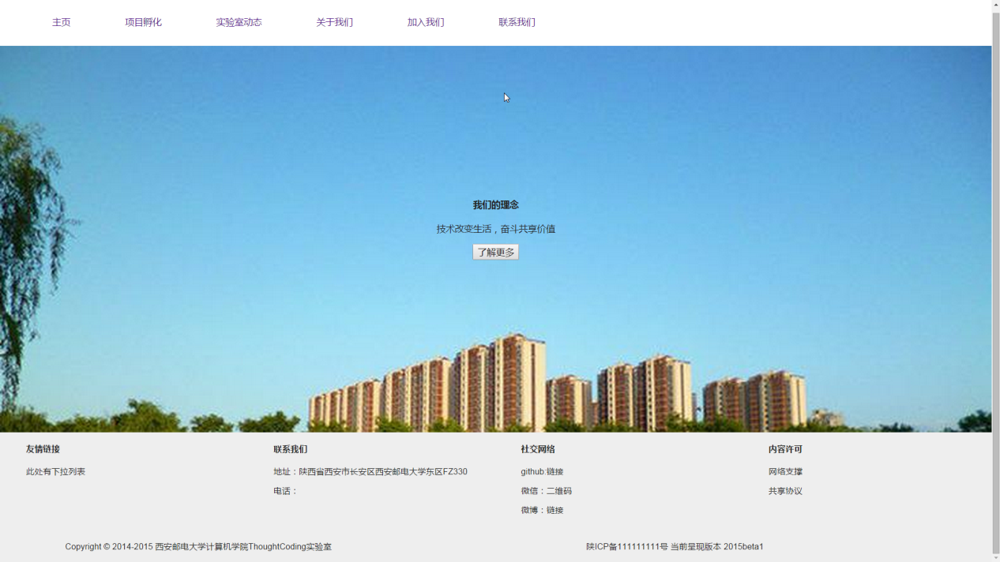 主页 项目孵化 实验室动态 关于我们 加入我们 联系我们
我们的理念
技术改变生活，奋斗共享价值
了解更多
友情链接 联系我们 社交网络 内容许可
此处有下拉列表 地址：陕西省西安市长安区西安邮电大学东区FZ330 github:链接 网络支撑
电话： 微信：二维码 共享协议
微博：链接
Copyright © 2014-2015 西安邮电大学计算机学院ThoughtCoding实验室 陕ICP备111111111号 当前呈现版本 2015beta1